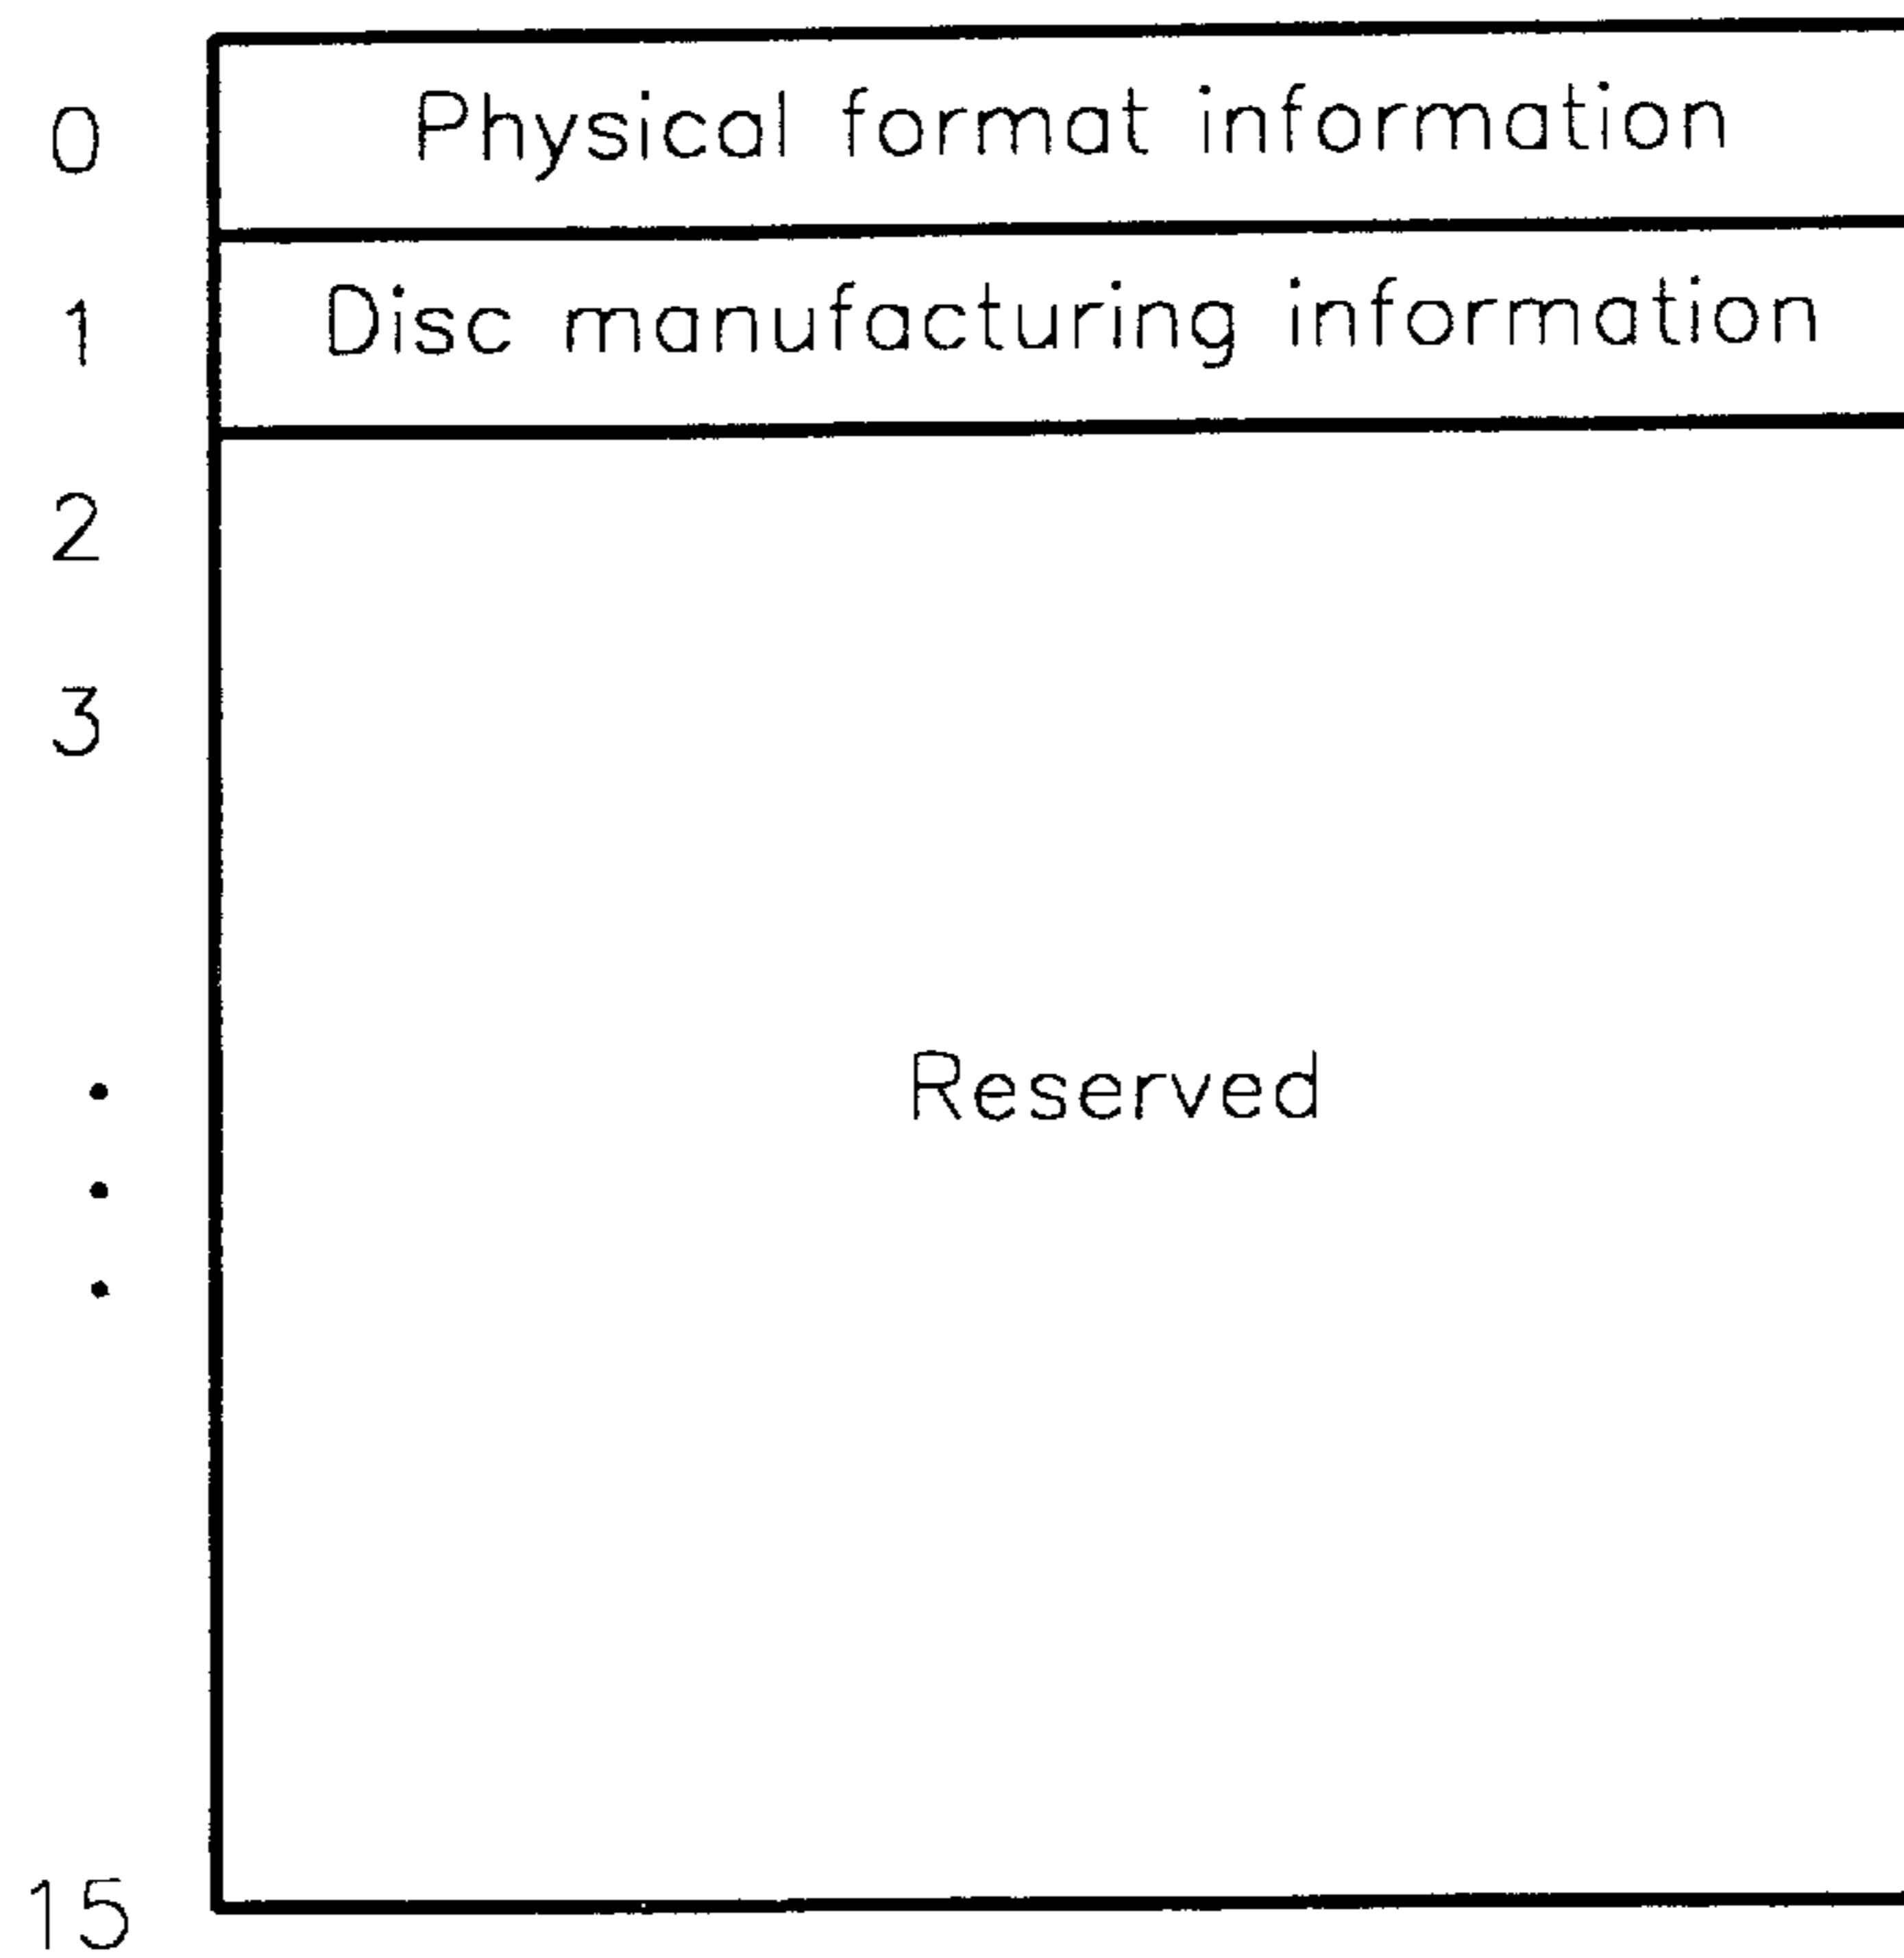 0 Physical format information
1 Disc manufacturing information
2
3
Reserved
15